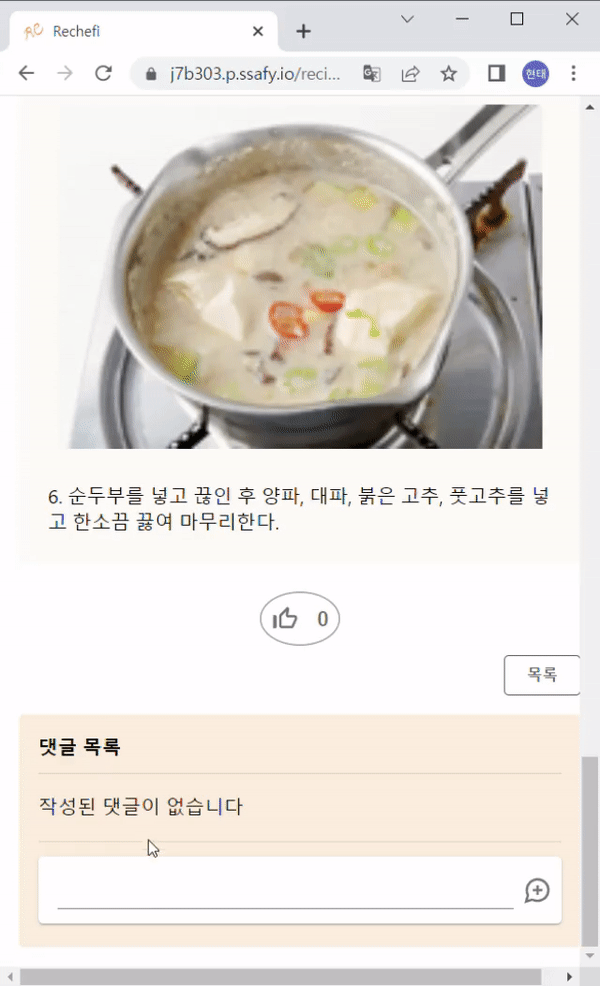 Rechefi
j7b303.p.ssafy.io/reci...
현태
6. 순두부를 넣고 끊인 후 양파, 대파, 붉은 고추, 풋고추를 넣
고 한소끔 끓여 마무리한다.
0
목록
댓글 목록
작성된 댓글이 없습니다